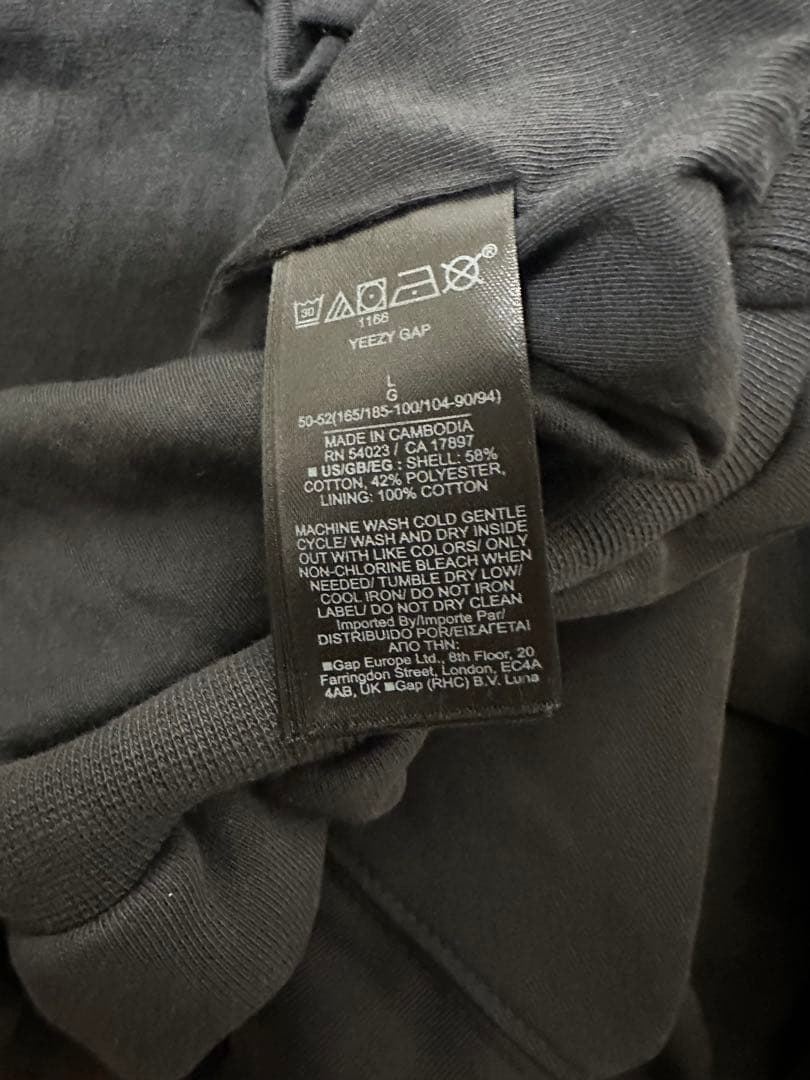 30 ®
1166
YEEZY GAP
L
G
50-52(165/185-100/104-90/94)
MADE IN CAMBODIA
RN 54023 / CA 17897
■ US/GB/EG : SHELL: 58%
COTTON, 42% POLYESTER,
LINING: 100% COTTON
MACHINE WASH COLD GENTLE
CYCLE/ WASH AND DRY INSIDE
OUT WITH LIKE COLORS/ ONLY
NON-CHLORINE BLEACH WHEN
NEEDED/ TUMBLE DRY LOW/
COOL IRON/ DO NOT IRON
LABEL/ DO NOT DRY CLEAN
Imported By/Importe Par/
DISTRIBUIDO POR/ΕΙΣΑΓΕΤΑΙ
ΑΠΟ ΤΗΝ:
■Gap Europe Ltd., 8th Floor, 20
Farringdon Street, London, EC4A
4AB, UK ■Gap (RHC) B.V. Luna